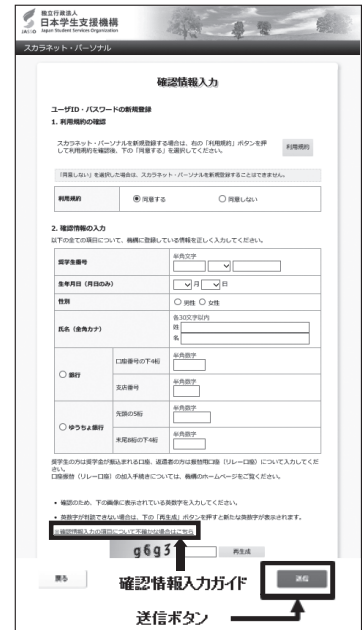 独立行政法人
日本学生支援機構
JASSO Japan Student Services Organization
スカラネット・パーソナル
確認情報入力
ユーザID・パスワードの新規登録
1. 利用規約の確認
スカラネット・パーソナルを新規登録する場合は、右の「利用規約」ボタンを押
して利用規約を確認後、下の「同意する」を選択してください。
利用規約
「同意しない」を選択した場合は、スカラネット・パーソナルを新規登録することはできません。
利用規約 同意する 同意しない
2. 確認情報の入力
以下の全ての項目について、機構に登録している情報を正しく入力してください。
奨学生番号 半角文字
生年月日（月日のみ） 月 日
性別 男性 女性
氏名（全角カナ） 各30文字以内
姓
名
銀行 口座番号の下4桁 半角数字
支店番号 半角数字
ゆうちょ銀行 先頭の5桁 半角数字
末尾8桁の下4桁 半角数字
奨学生の方は奨学金が振込まれる口座、返還者の方は振替用口座（リレー口座）について入力してくだ
さい。
口座振替（リレー口座）の加入手続きについては、機構のホームページをご覧ください。
・ 確認のため、下の画像に表示されている英数字を入力してください。
・ 英数字が判読できない場合は、下の「再生成」ボタンを押すと新たな英数字が表示されます。
※確認情報入力の項目について不確かな場合はこちら
g6g3 再生成
戻る 確認情報入力ガイド 送信
送信ボタン